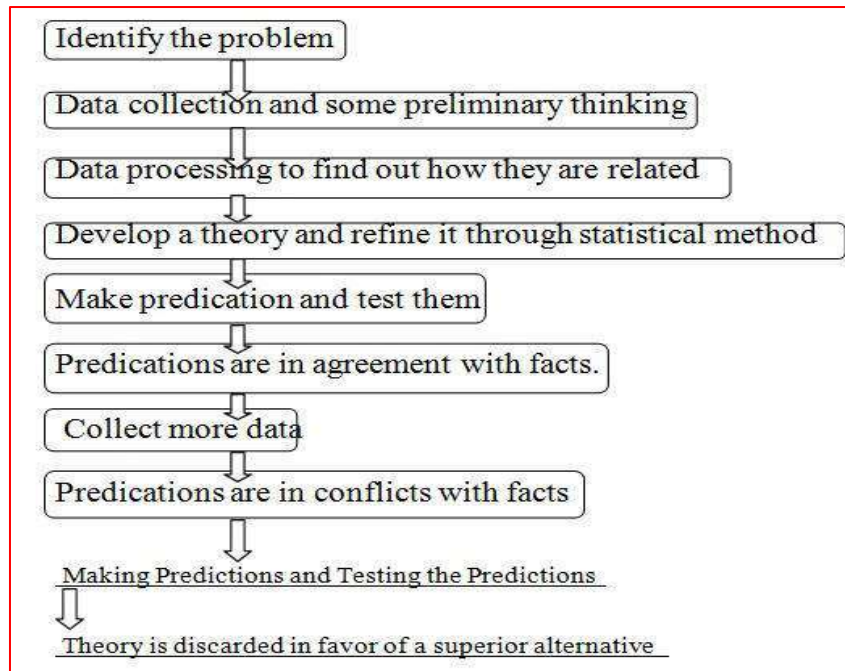 Identify the problem
Data collection and some preliminary thinking
Data processing to find out how they are related
Develop a theory and refine it through statistical method
Make predication and test them
Predications are in agreement with facts.
Collect more data
Predications are in conflicts with facts
Making Predictions and Testing the Predictions
Theory is discarded in favor of a superior alternative